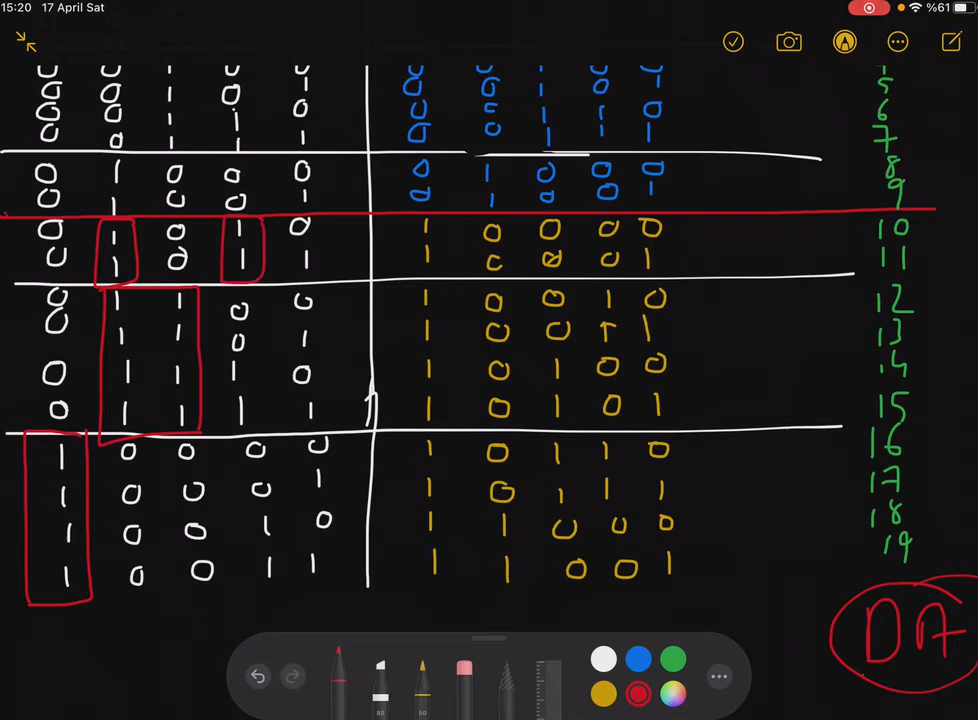 15:20 17 April Sat %61
0 0 1 0 1 0 0 1 0 1 5
0 0 1 1 0 0 0 1 1 0 6
0 0 1 1 1 0 0 1 1 1 7
0 1 0 0 0 0 1 0 0 0 8
0 1 0 0 1 0 1 0 0 1 9
0 1 0 1 0 1 0 0 0 0 10
0 1 0 1 1 1 0 0 0 1 11
0 1 1 0 0 1 0 0 1 0 12
0 1 1 0 1 1 0 0 1 1 13
0 1 1 1 0 1 0 1 0 0 14
0 1 1 1 1 1 0 1 0 1 15
1 0 0 0 0 1 0 1 1 0 16
1 0 0 0 1 1 0 1 1 1 17
1 0 0 1 0 1 1 0 0 0 18
1 0 0 1 1 1 1 0 0 1 19
DA
80 50